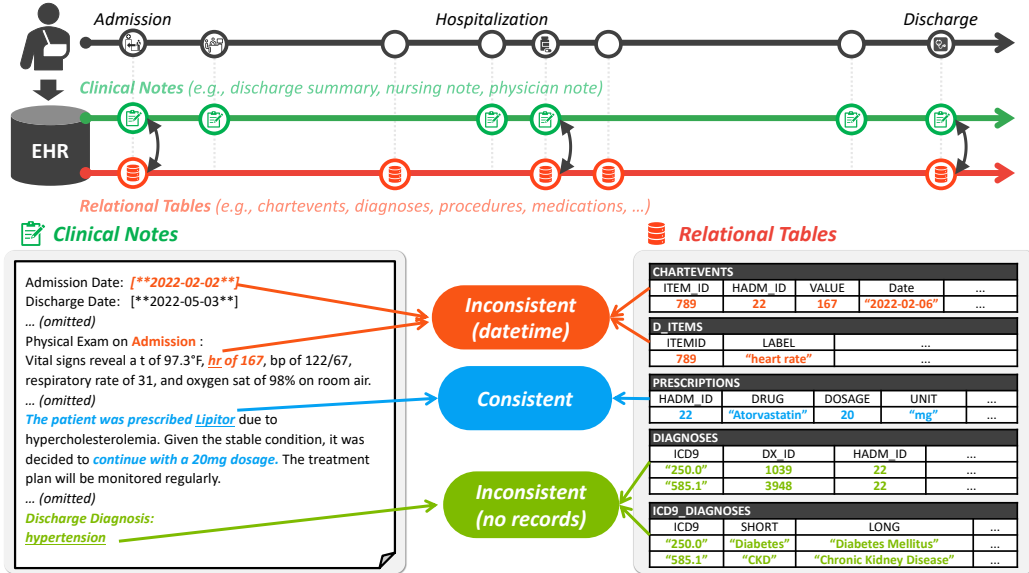 Admission Hospitalization Discharge
Clinical Notes (e.g., discharge summary, nursing note, physician note)
EHR
Relational Tables (e.g., chartevents, diagnoses, procedures, medications, ...)
Clinical Notes
Admission Date: [**2022-02-02**]
Discharge Date: [**2022-05-03**]
... (omitted)
Physical Exam on Admission :
Vital signs reveal a t of 97.3°F, hr of 167, bp of 122/67,
respiratory rate of 31, and oxygen sat of 98% on room air.
... (omitted)
The patient was prescribed Lipitor due to
hypercholesterolemia. Given the stable condition, it was
decided to continue with a 20mg dosage. The treatment
plan will be monitored regularly.
... (omitted)
Discharge Diagnosis:
hypertension
Inconsistent
(datetime)
Consistent
Inconsistent
(no records)
Relational Tables
CHARTEVENTS
ITEM_ID HADM_ID VALUE Date ...
789 22 167 "2022-02-06" ...
D_ITEMS
ITEMID LABEL ...
789 "heart rate" ...
PRESCRIPTIONS
HADM_ID DRUG DOSAGE UNIT ...
22 "Atorvastatin" 20 "mg" ...
DIAGNOSES
ICD9 DX_ID HADM_ID ...
"250.0" 1039 22 ...
"585.1" 3948 22 ...
ICD9_DIAGNOSES
ICD9 SHORT LONG ...
"250.0" "Diabetes" "Diabetes Mellitus" ...
"585.1" "CKD" "Chronic Kidney Disease" ...